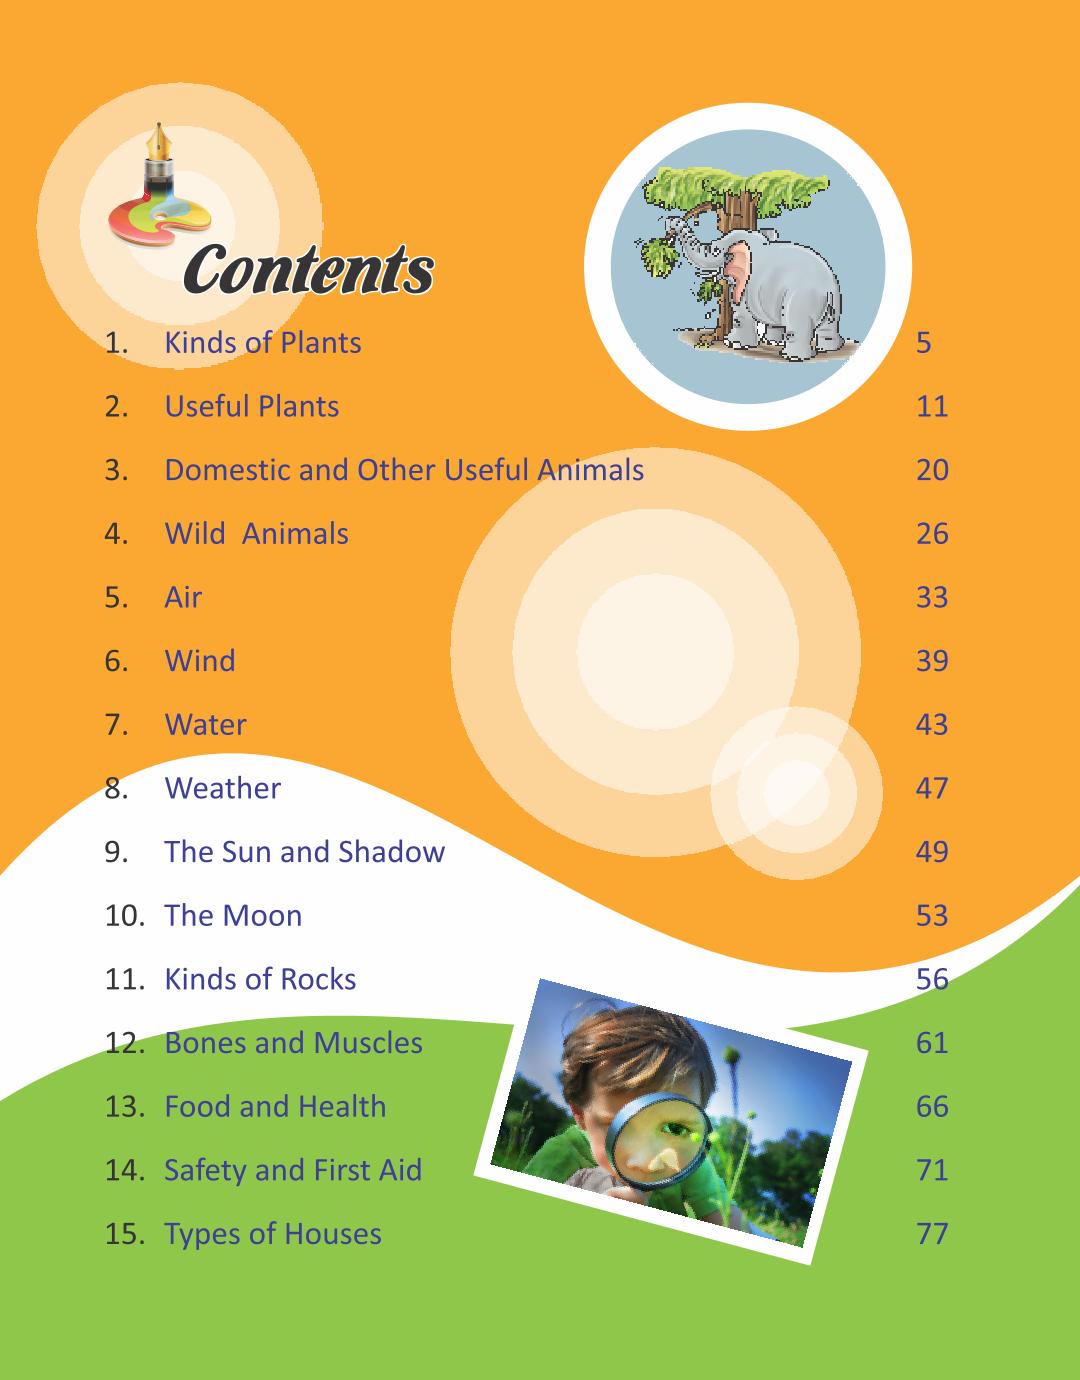 Contents
1. Kinds of Plants 5
2. Useful Plants 11
3. Domestic and Other Useful Animals 20
4. Wild Animals 26
5. Air 33
6. Wind 39
7. Water 43
8. Weather 47
9. The Sun and Shadow 49
10. The Moon 53
11. Kinds of Rocks 56
12. Bones and Muscles 61
13. Food and Health 66
14. Safety and First Aid 71
15. Types of Houses 77